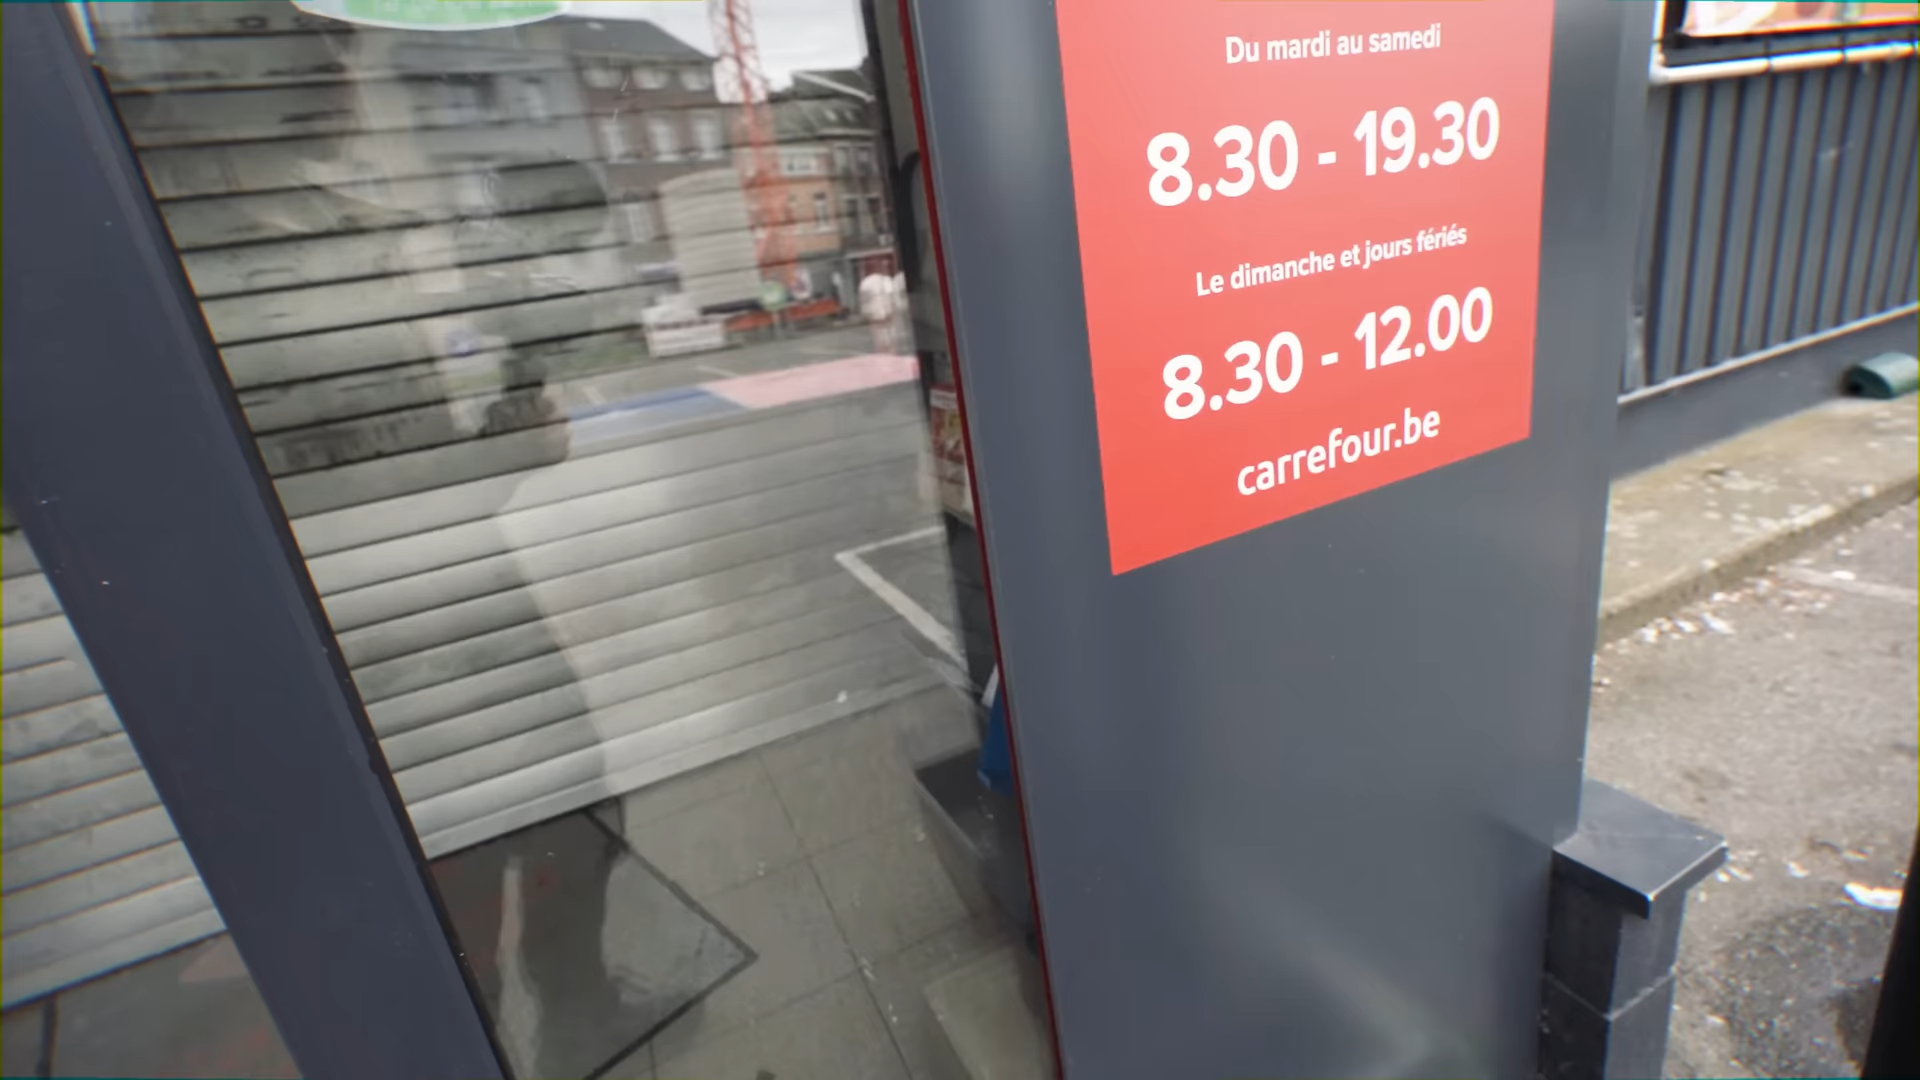 Du mardi au samedi
8.30 - 19.30
Le dimanche et jours fériés
8.30 - 12.00
carrefour.be